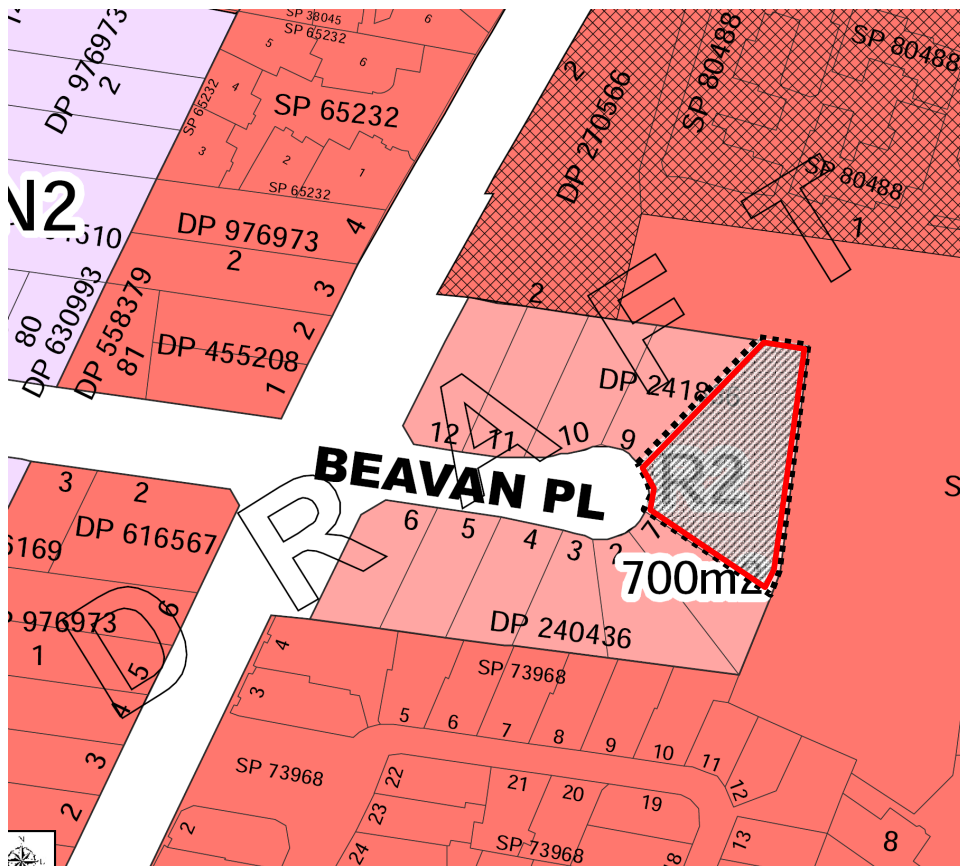 SP 38045
6
5
SP 65232
6
4
SP 65232
SP 65232
3
2
1
SP 65232
DP 976973
2
N2
DP 976973
4
2
3
DP 558379
81
80
DP 630993
DP 455208
2
1
2
DP 270566
SP 80488
SP 80488
SP 80488
1
2
DP 2418
12
11
10
9
BEAVAN PL
R2
700m2
7
6
5
4
3
2
DP 240436
3
2
DP 616567
6169
976973
1
6
5
4
3
2
DRAFT
4
3
SP 73968
5
6
7
8
9
10
11
12
13
SP 73968
22
21
20
19
23
24
SP 73968
18
2
8
S
N